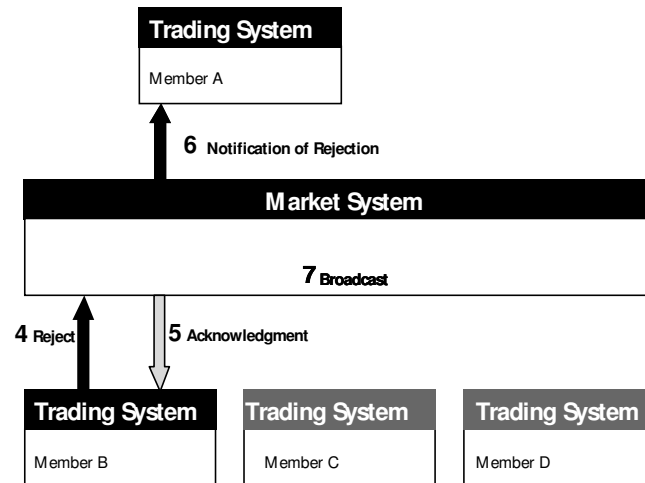 Trading System
Member A
6 Notification of Rejection
Market System
7 Broadcast
4 Reject
5 Acknowledgment
Trading System
Member B
Trading System
Member C
Trading System
Member D